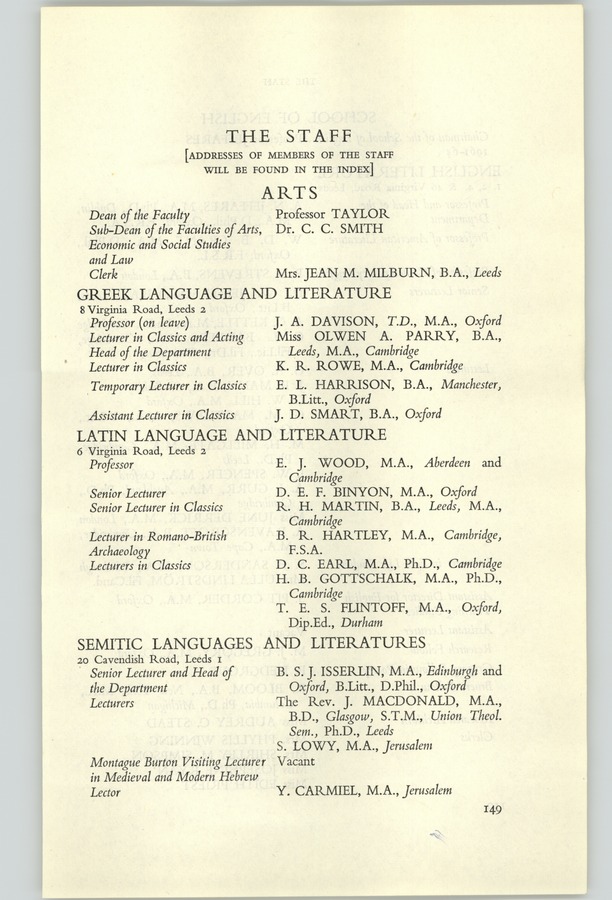 THE STAFF
[ADDRESSES OF MEMBERS OF THE STAFF
WILL BE FOUND IN THE INDEX]
ARTS
Dean of the Faculty Professor TAYLOR
Sub-Dean of the Faculties of Arts, Dr. C. C. SMITH
Economic and Social Studies
and Law
Clerk Mrs. JEAN M. MILBURN, B.A., Leeds
GREEK LANGUAGE AND LITERATURE
8 Virginia Road, Leeds 2
Professor (on leave) J. A. DAVISON, T.D., M.A., Oxford
Lecturer in Classics and Acting Miss OLWEN A. PARRY, B.A.,
Head of the Department Leeds, M.A., Cambridge
Lecturer in Classics K. R. ROWE, M.A., Cambridge
Temporary Lecturer in Classics E. L. HARRISON, B.A., Manchester,
B.Litt., Oxford
Assistant Lecturer in Classics J. D. SMART, B.A., Oxford
LATIN LANGUAGE AND LITERATURE
6 Virginia Road, Leeds 2
Professor E. J. WOOD, M.A., Aberdeen and
Cambridge
Senior Lecturer D. E. F. BINYON, M.A., Oxford
Senior Lecturer in Classics R. H. MARTIN, B.A., Leeds, M.A.,
Cambridge
Lecturer in Romano-British B. R. HARTLEY, M.A., Cambridge,
Archaeology F.S.A.
Lecturers in Classics D. C. EARL, M.A., Ph.D., Cambridge
H. B. GOTTSCHALK, M.A., Ph.D.,
Cambridge
T. E. S. FLINTOFF, M.A., Oxford,
Dip.Ed., Durham
SEMITIC LANGUAGES AND LITERATURES
20 Cavendish Road, Leeds 1
Senior Lecturer and Head of B. S. J. ISSERLIN, M.A., Edinburgh and
the Department Oxford, B.Litt., D.Phil., Oxford
Lecturers The Rev. J. MACDONALD, M.A.,
B.D., Glasgow, S.T.M., Union Theol.
Sem., Ph.D., Leeds
S. LOWY, M.A., Jerusalem
Montague Burton Visiting Lecturer Vacant
in Medieval and Modern Hebrew
Lector Y. CARMIEL, M.A., Jerusalem
149